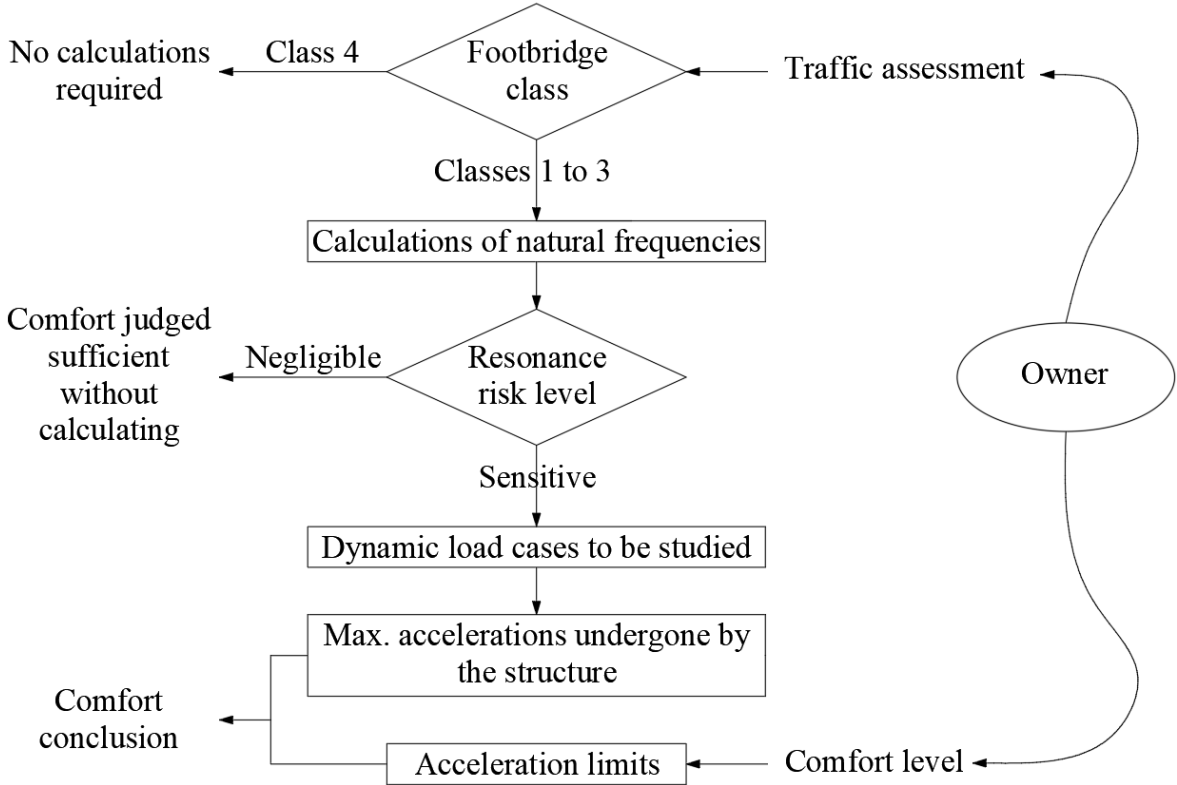 No calculations
required
Class 4
Footbridge
class
Traffic assessment
Classes 1 to 3
Calculations of natural frequencies
Comfort judged
sufficient
without
calculating
Negligible
Resonance
risk level
Owner
Sensitive
Dynamic load cases to be studied
Max. accelerations undergone by
the structure
Comfort
conclusion
Acceleration limits
Comfort level